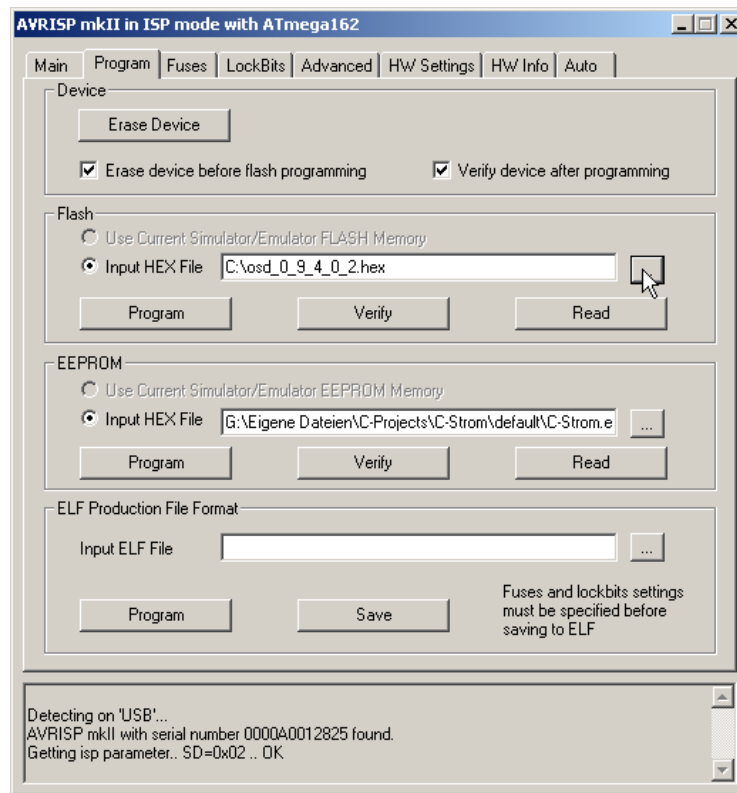 AVRISP mkII in ISP mode with ATmega162
Main Program Fuses LockBits Advanced HW Settings HW Info Auto
Device
Erase Device
Erase device before flash programming Verify device after programming
Flash
Use Current Simulator/Emulator FLASH Memory
Input HEX File C:\osd_0_9_4_0_2.hex
Program Verify Read
EEPROM
Use Current Simulator/Emulator EEPROM Memory
Input HEX File G:\Eigene Dateien\C-Projects\C-Strom\default\C-Strom.e ...
Program Verify Read
ELF Production File Format
Input ELF File ...
Fuses and lockbits settings
must be specified before
saving to ELF
Program Save
Detecting on 'USB'...
AVRISP mkII with serial number 0000A0012825 found.
Getting isp parameter.. SD=0x02 .. OK